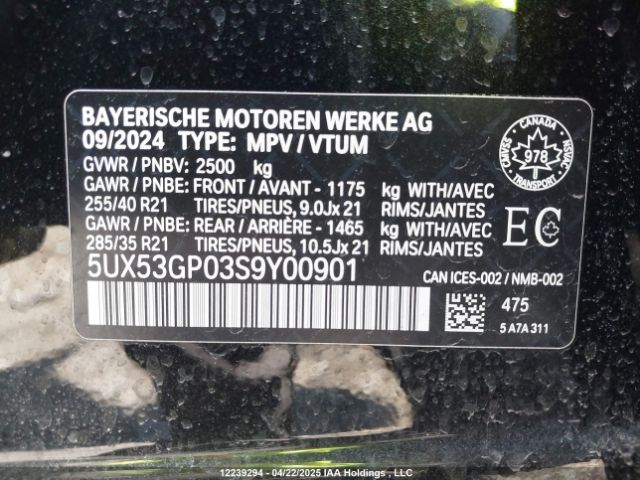 BAYERISCHE MOTOREN WERKE AG
09/2024 TYPE: MPV / VTUM
GVWR / PNBV: 2500 kg
GAWR / PNBE: FRONT / AVANT - 1175 kg WITH/AVEC
255/40 R21 TIRES/PNEUS, 9.0Jx 21 RIMS/JANTES
GAWR / PNBE: REAR / ARRIÈRE - 1465 kg WITH/AVEC
285/35 R21 TIRES/PNEUS, 10.5Jx 21 RIMS/JANTES
5UX53GP03S9Y00901
CANADA
CMVSS
978
NSVAC
TRANSPORT
EC
CAN ICES-002 / NMB-002
475
5 A7A 311
12239294 - 04/22/2025 IAA Holdings , LLC